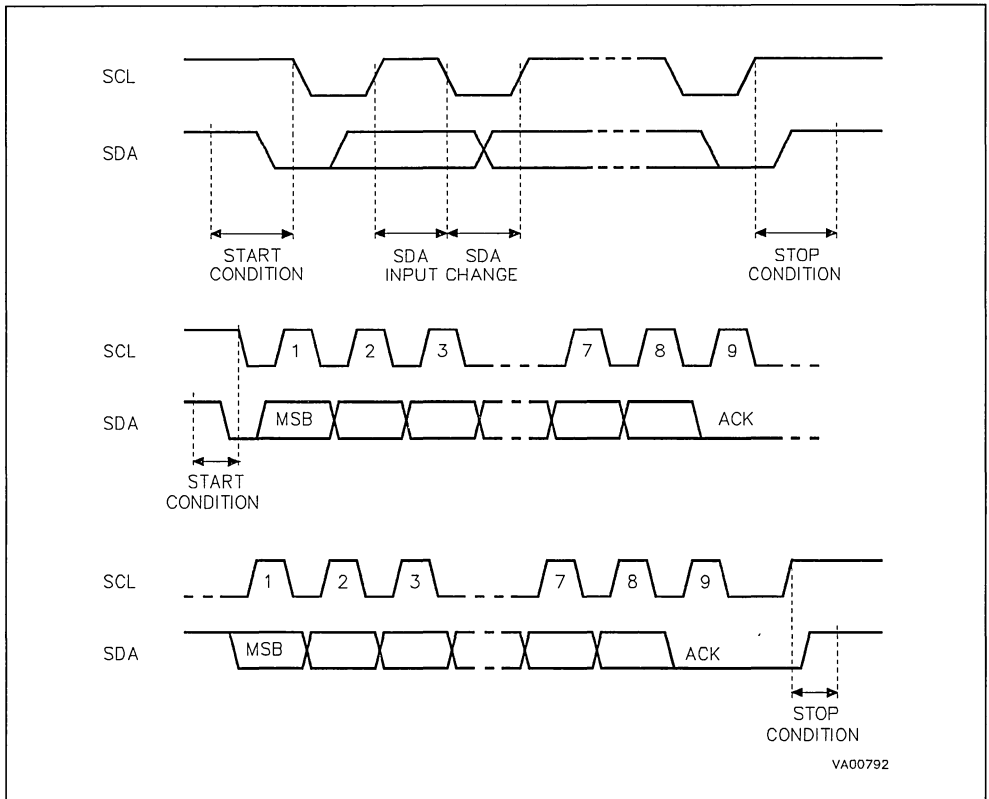 SCL
SDA
START
CONDITION
SDA
INPUT
SDA
CHANGE
STOP
CONDITION
SCL
1 2 3 7 8 9
SDA
MSB
ACK
START
CONDITION
SCL
1 2 3 7 8 9
SDA
MSB
ACK
STOP
CONDITION
VA00792